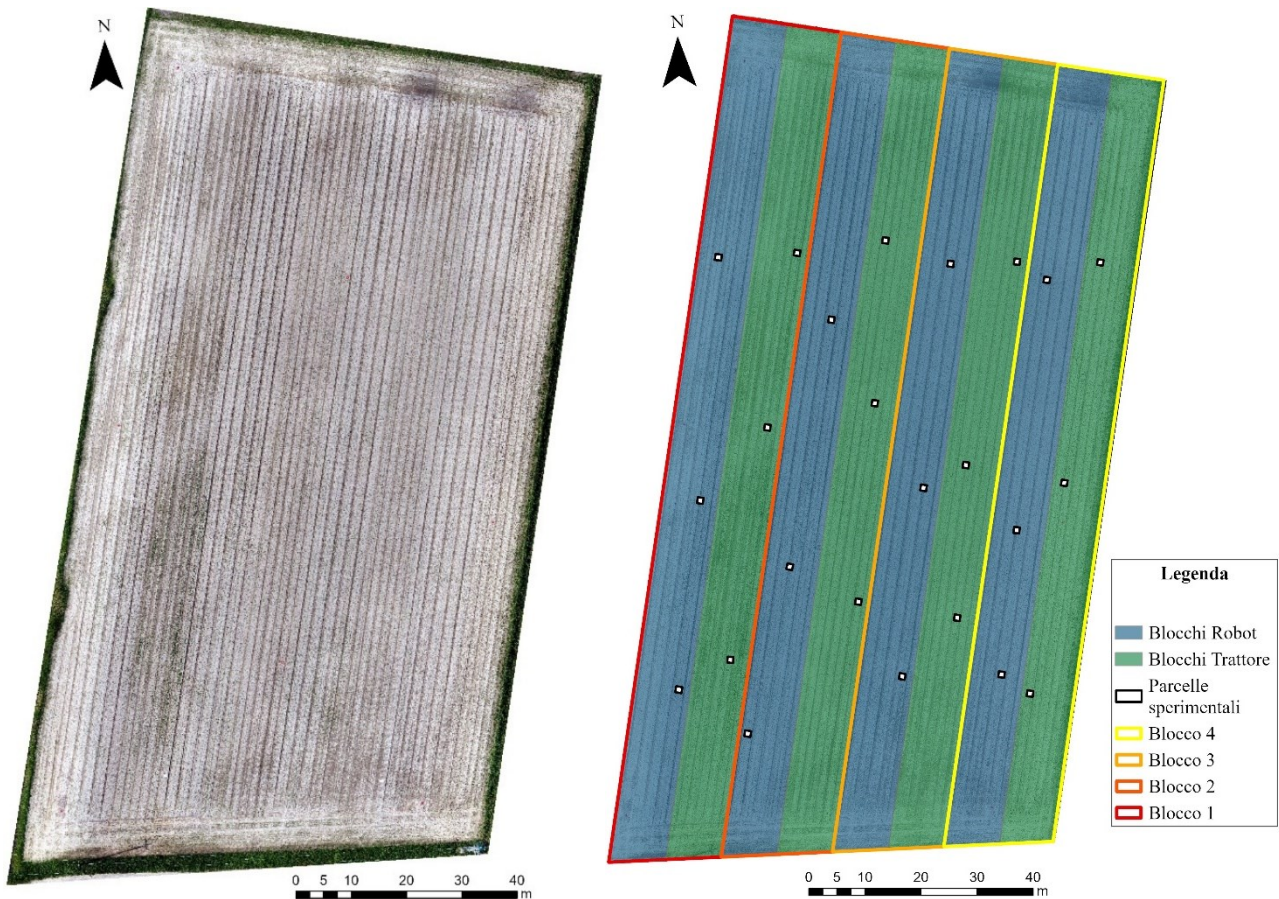 N
0 5 10 20 30 40
m
N
Legenda
Blocchi Robot
Blocchi Trattore
Parcelle
sperimentali
Blocco 4
Blocco 3
Blocco 2
Blocco 1
0 5 10 20 30 40
m